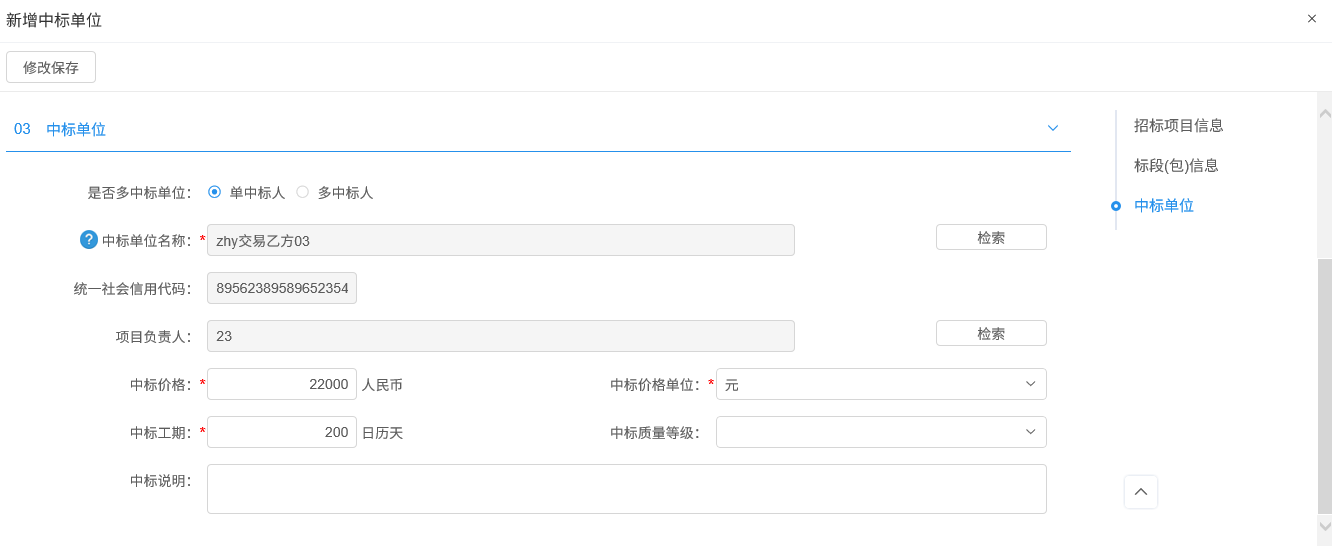 新增中标单位
×
修改保存
03 中标单位
招标项目信息
标段(包)信息
中标单位
是否多中标单位： 单中标人 多中标人
? 中标单位名称：* zhy交易乙方03 检索
统一社会信用代码： 89562389589652354
项目负责人： 23 检索
中标价格：* 22000 人民币 中标价格单位：* 元
中标工期：* 200 日历天 中标质量等级：
中标说明：